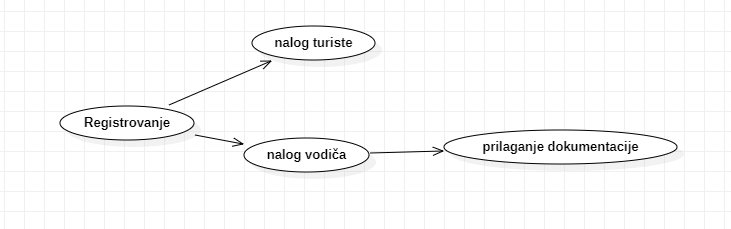 nalog turiste
Registrovanje
nalog vodiča
prilaganje dokumentacije